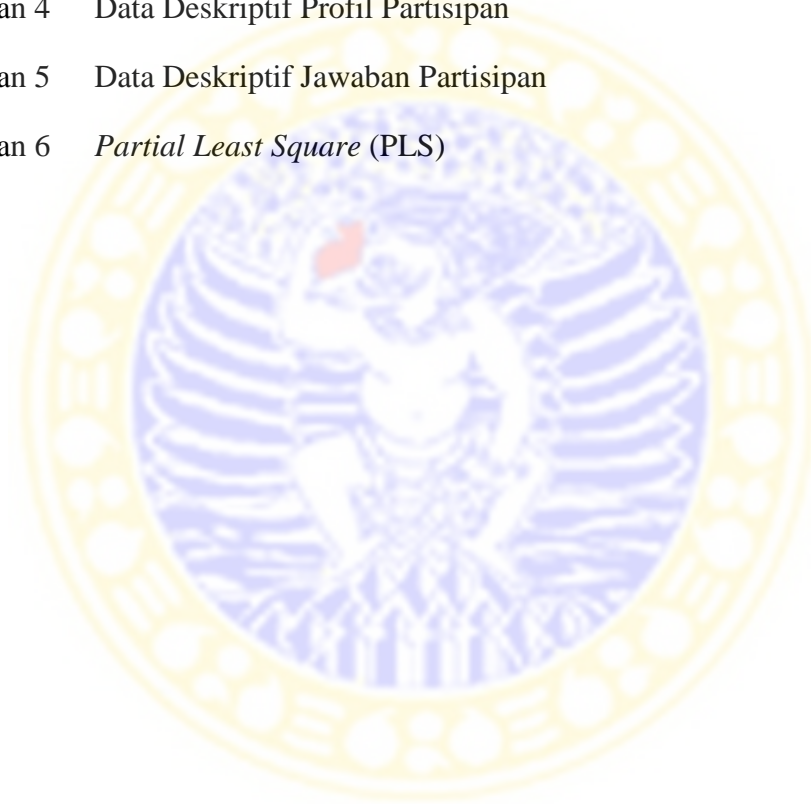 an 4 Data Deskriptif Profil Partisipan
an 5 Data Deskriptif Jawaban Partisipan
an 6 Partial Least Square (PLS)